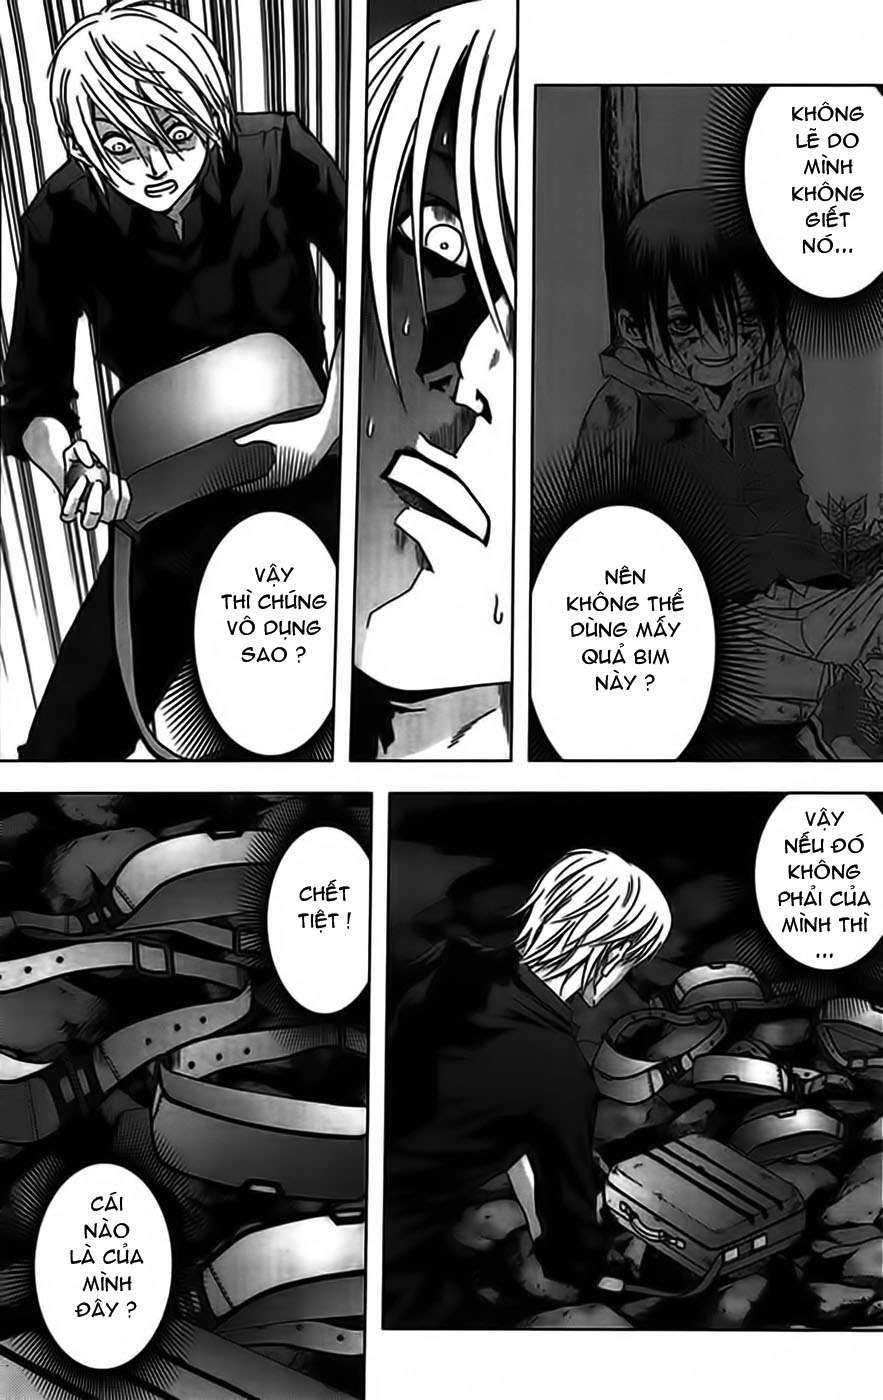 KHÔNG
LẼ DO
MÌNH
KHÔNG
GIẾT
NÓ...
NÊN
KHÔNG THỂ
DÙNG MẤY
QUẢ BIM
NÀY ?
VẬY
THÌ CHÚNG
VÔ DỤNG
SAO ?
VẬY
NẾU ĐÓ
KHÔNG
PHẢI CỦA
MÌNH THÌ
...
CHẾT
TIỆT !
CÁI
NÀO
LÀ CỦA
MÌNH
ĐÂY ?